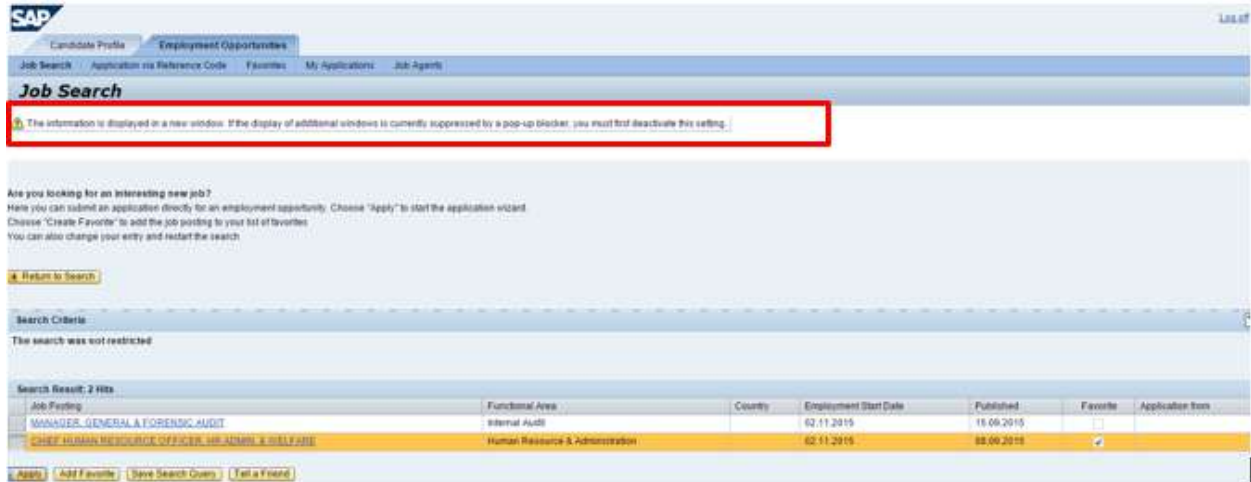 SAP
Log off
Candidate Profile Employment Opportunities
Job Search Application via Reference Code Favorites My Applications Job Agents
Job Search
The information is displayed in a new window. If the display of additional windows is currently suppressed by a pop-up blocker, you must first deactivate this setting.
Are you looking for an interesting new job?
Here you can submit an application directly for an employment opportunity. Choose "Apply" to start the application wizard.
Choose "Create Favorite" to add the job posting to your list of favorites
You can also change your entry and restart the search
Return to Search
Search Criteria
The search was not restricted
Search Result: 2 Hits
Job Posting Functional Area Country Employment Start Date Published Favorite Application from
MANAGER, GENERAL & FORENSIC AUDIT Internal Audit 02.11.2015 15.09.2015
CHIEF HUMAN RESOURCE OFFICER, HR ADMIN. & WELFARE Human Resource & Administration 02.11.2015 08.09.2015
Apply Add Favorite Save Search Query Tell a Friend